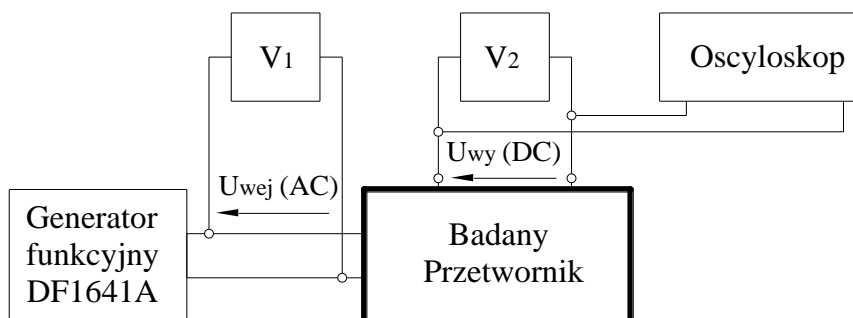 V1
V2
Oscyloskop
Uwy (DC)
Uwej (AC)
Generator
funkcyjny
DF1641A
Badany
Przetwornik